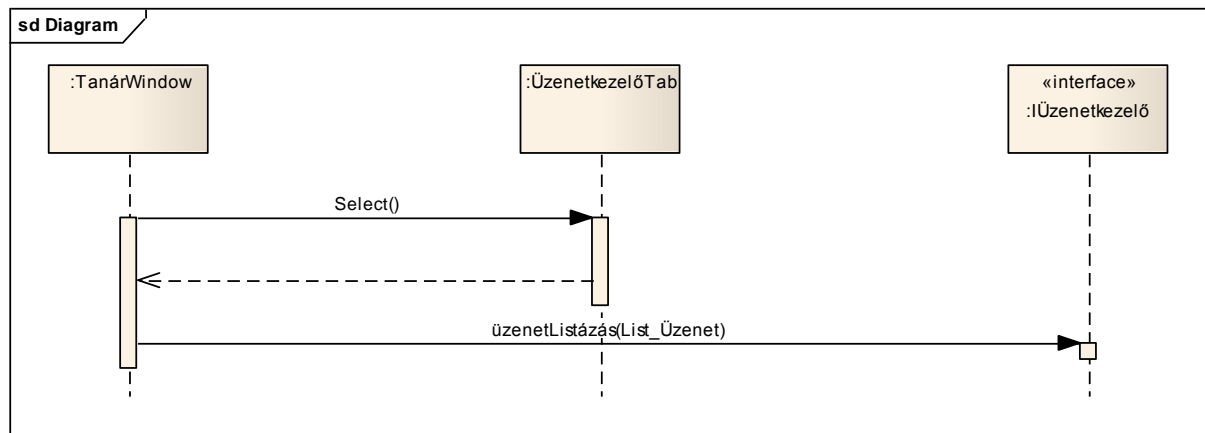 sd Diagram
:TanárWindow
:ÜzenetkezelőTab
«interface»
:IÜzenetkezelő
Select()
üzenetListázás(List_Üzenet)